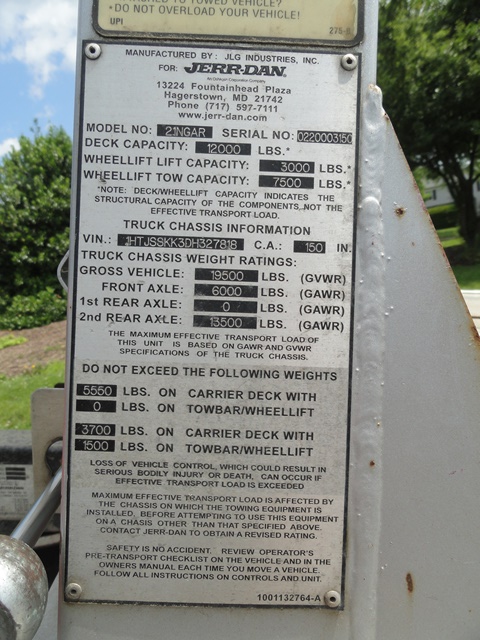 TO TOWED VEHICLE?
*DO NOT OVERLOAD YOUR VEHICLE!
UPI
MANUFACTURED BY: JLG INDUSTRIES, INC.
FOR: JERR-DAN.
An Oshkosh Corporation Company
13224 Fountainhead Plaza
Hagerstown, MD 21742
Phone (717) 597-7111
www.jerr-dan.com
MODEL NO: 21NGAR SERIAL NO: 0220003150
DECK CAPACITY: 12000 LBS.*
WHEELLIFT LIFT CAPACITY: 3000 LBS.*
WHEELLIFT TOW CAPACITY: 7500 LBS.*
*NOTE: DECK/WHEELLIFT CAPACITY INDICATES THE
STRUCTURAL CAPACITY OF THE COMPONENTS, NOT THE
EFFECTIVE TRANSPORT LOAD.
TRUCK CHASSIS INFORMATION
VIN.: 1HTJSSKK3DH327818 C.A.: 150 IN.
TRUCK CHASSIS WEIGHT RATINGS:
GROSS VEHICLE: 19500 LBS. (GVWR)
FRONT AXLE: 6000 LBS. (GAWR)
1st REAR AXLE: 0 LBS. (GAWR)
2nd REAR AXLE: 13500 LBS. (GAWR)
THE MAXIMUM EFFECTIVE TRANSPORT LOAD OF
THIS UNIT IS BASED ON GAWR AND GVWR
SPECIFICATIONS OF THE TRUCK CHASSIS.
DO NOT EXCEED THE FOLLOWING WEIGHTS
5550 LBS. ON CARRIER DECK WITH
0 LBS. ON TOWBAR/WHEELLIFT
3700 LBS. ON CARRIER DECK WITH
1500 LBS. ON TOWBAR/WHEELLIFT
LOSS OF VEHICLE CONTROL, WHICH COULD RESULT IN
SERIOUS BODILY INJURY OR DEATH, CAN OCCUR IF
EFFECTIVE TRANSPORT LOAD IS EXCEEDED
MAXIMUM EFFECTIVE TRANSPORT LOAD IS AFFECTED BY
THE CHASSIS ON WHICH THE TOWING EQUIPMENT IS
INSTALLED. BEFORE ATTEMPTING TO USE THIS EQUIPMENT
ON A CHASIS OTHER THAN THAT SPECIFIED ABOVE.
CONTACT JERR-DAN TO OBTAIN A REVISED RATING.
SAFETY IS NO ACCIDENT. REVIEW OPERATOR'S
PRE-TRANSPORT CHECKLIST ON THE VEHICLE AND IN THE
OWNERS MANUAL EACH TIME YOU MOVE A VEHICLE.
FOLLOW ALL INSTRUCTIONS ON CONTROLS AND UNIT.
1001132764-A